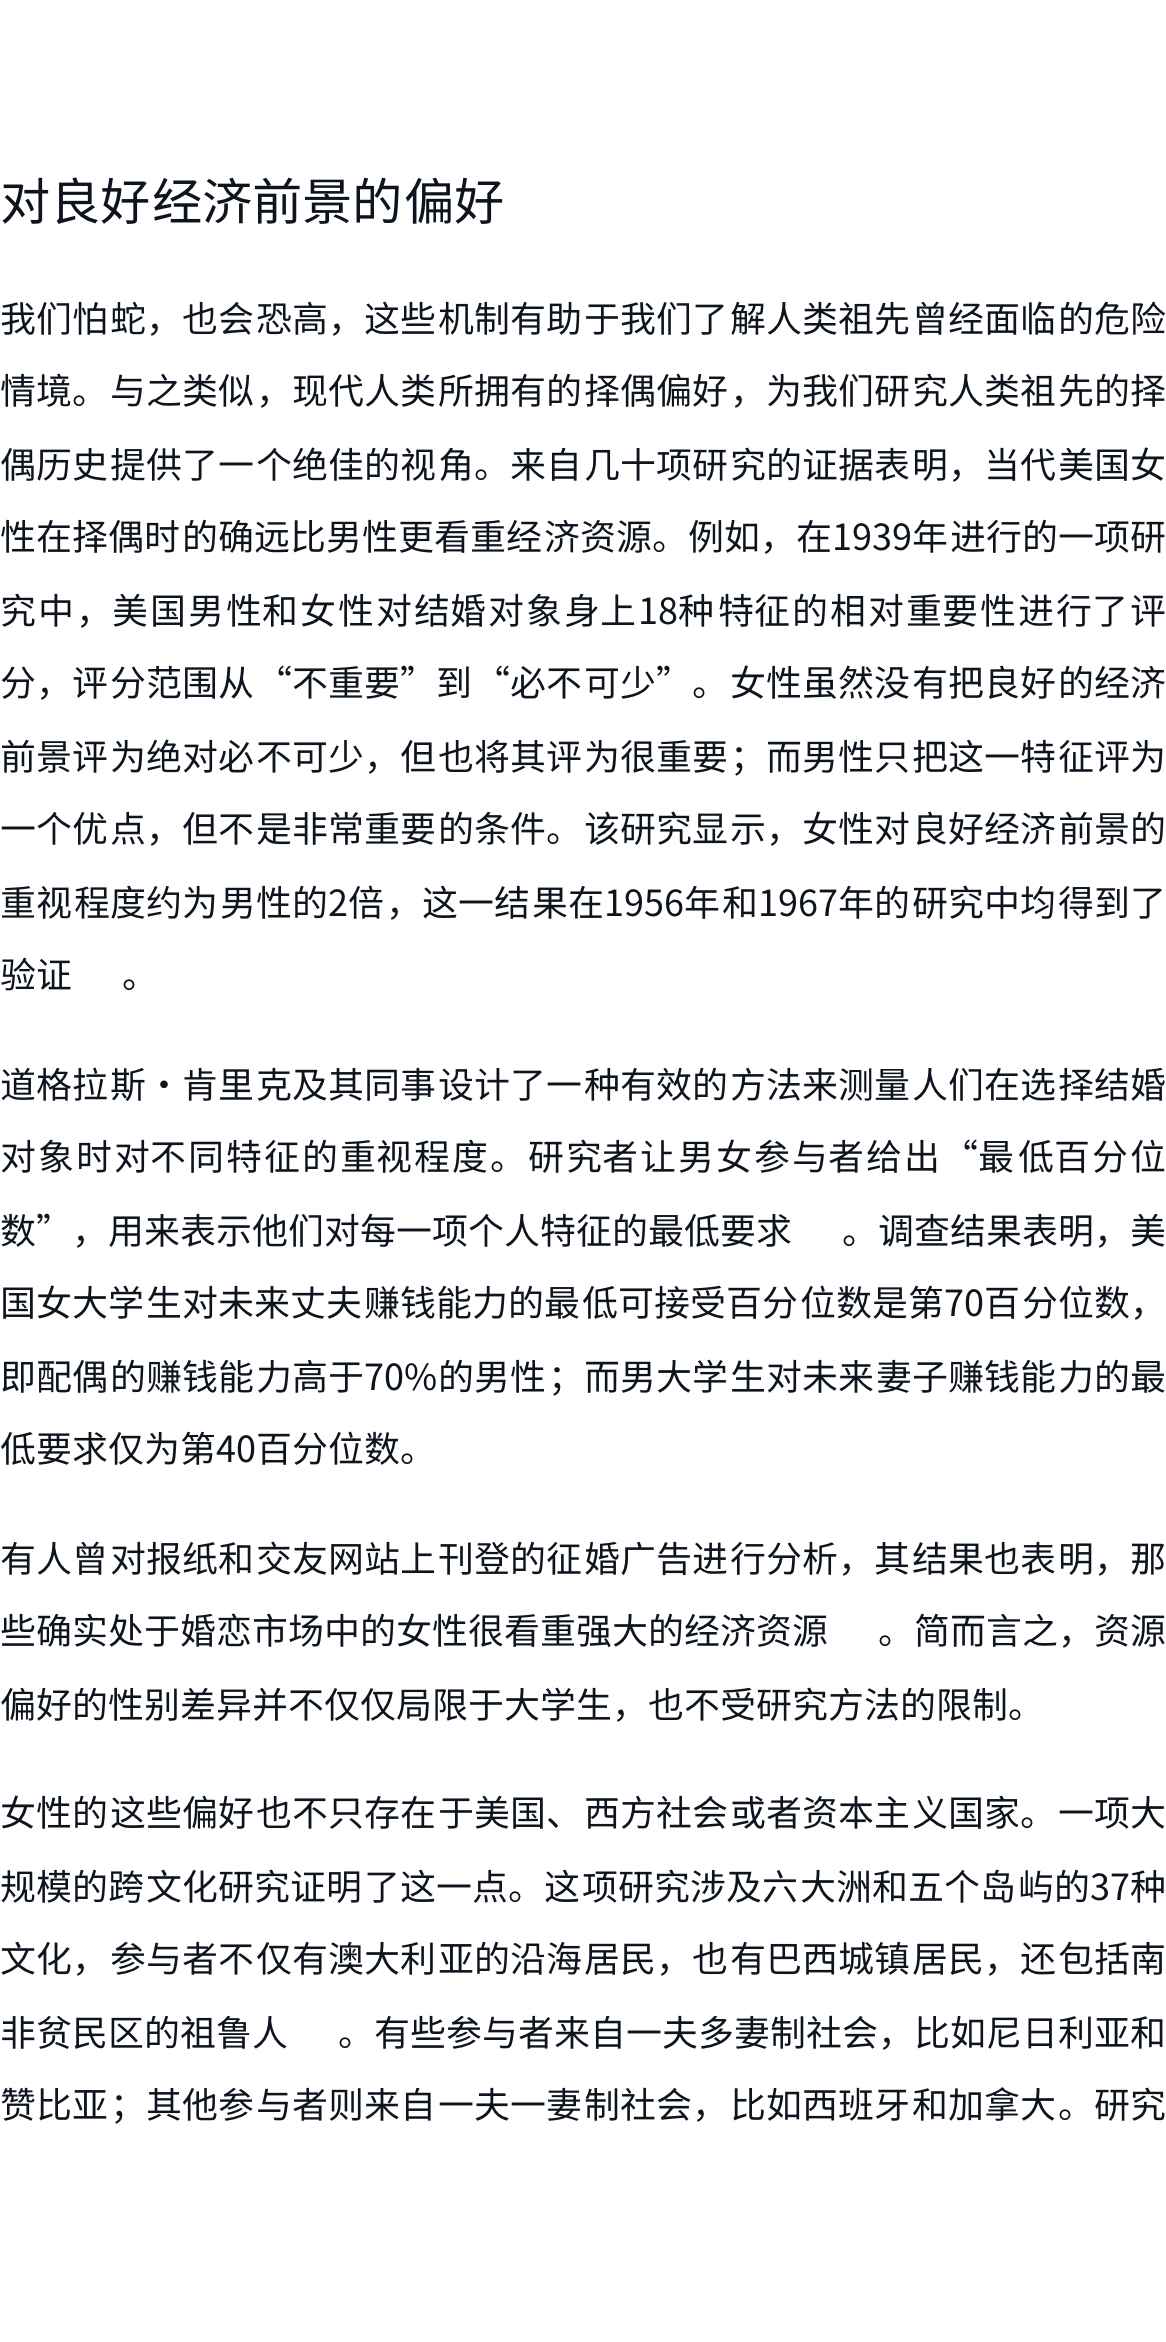 对良好经济前景的偏好
我们怕蛇，也会恐高，这些机制有助于我们了解人类祖先曾经面临的危险
情境。与之类似，现代人类所拥有的择偶偏好，为我们研究人类祖先的择
偶历史提供了一个绝佳的视角。来自几十项研究的证据表明，当代美国女
性在择偶时的确远比男性更看重经济资源。例如，在1939年进行的一项研
究中，美国男性和女性对结婚对象身上18种特征的相对重要性进行了评
分，评分范围从“不重要”到“必不可少”。女性虽然没有把良好的经济
前景评为绝对必不可少，但也将其评为很重要；而男性只把这一特征评为
一个优点，但不是非常重要的条件。该研究显示，女性对良好经济前景的
重视程度约为男性的2倍，这一结果在1956年和1967年的研究中均得到了
验证 。
道格拉斯·肯里克及其同事设计了一种有效的方法来测量人们在选择结婚
对象时对不同特征的重视程度。研究者让男女参与者给出“最低百分位
数”，用来表示他们对每一项个人特征的最低要求 。调查结果表明，美
国女大学生对未来丈夫赚钱能力的最低可接受百分位数是第70百分位数，
即配偶的赚钱能力高于70%的男性；而男大学生对未来妻子赚钱能力的最
低要求仅为第40百分位数。
有人曾对报纸和交友网站上刊登的征婚广告进行分析，其结果也表明，那
些确实处于婚恋市场中的女性很看重强大的经济资源 。简而言之，资源
偏好的性别差异并不仅仅局限于大学生，也不受研究方法的限制。
女性的这些偏好也不只存在于美国、西方社会或者资本主义国家。一项大
规模的跨文化研究证明了这一点。这项研究涉及六大洲和五个岛屿的37种
文化，参与者不仅有澳大利亚的沿海居民，也有巴西城镇居民，还包括南
非贫民区的祖鲁人 。有些参与者来自一夫多妻制社会，比如尼日利亚和
赞比亚；其他参与者则来自一夫一妻制社会，比如西班牙和加拿大。研究